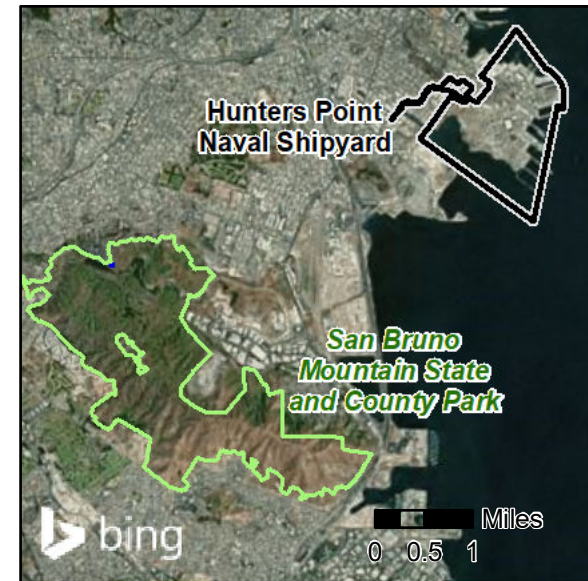 Hunters Point
Naval Shipyard
San Bruno
Mountain State
and County Park
bing
Miles
0 0.5 1